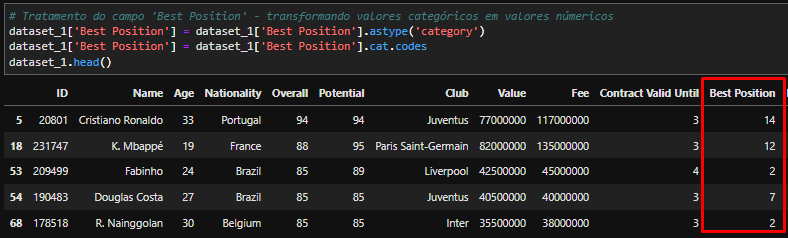 # Tratamento do campo 'Best Position' - transformando valores categóricos em valores númericos
dataset_1['Best Position'] = dataset_1['Best Position'].astype('category')
dataset_1['Best Position'] = dataset_1['Best Position'].cat.codes
dataset_1.head()
ID Name Age Nationality Overall Potential Club Value Fee Contract Valid Until Best Position
5 20801 Cristiano Ronaldo 33 Portugal 94 94 Juventus 77000000 117000000 3 14
18 231747 K. Mbappé 19 France 88 95 Paris Saint-Germain 82000000 135000000 3 12
53 209499 Fabinho 24 Brazil 85 89 Liverpool 42500000 45000000 4 2
54 190483 Douglas Costa 27 Brazil 85 85 Juventus 40500000 40000000 3 7
68 178518 R. Nainggolan 30 Belgium 85 85 Inter 35500000 38000000 3 2